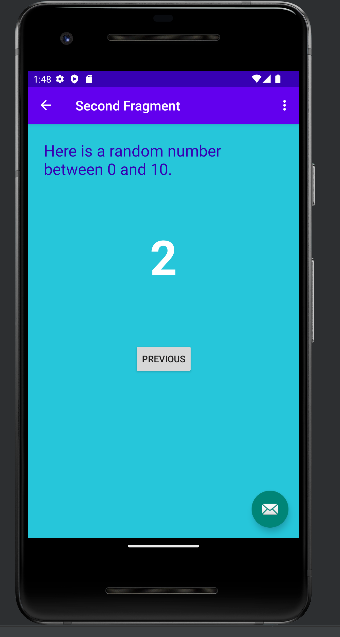 1:48
Second Fragment
Here is a random number
between 0 and 10.
2
PREVIOUS